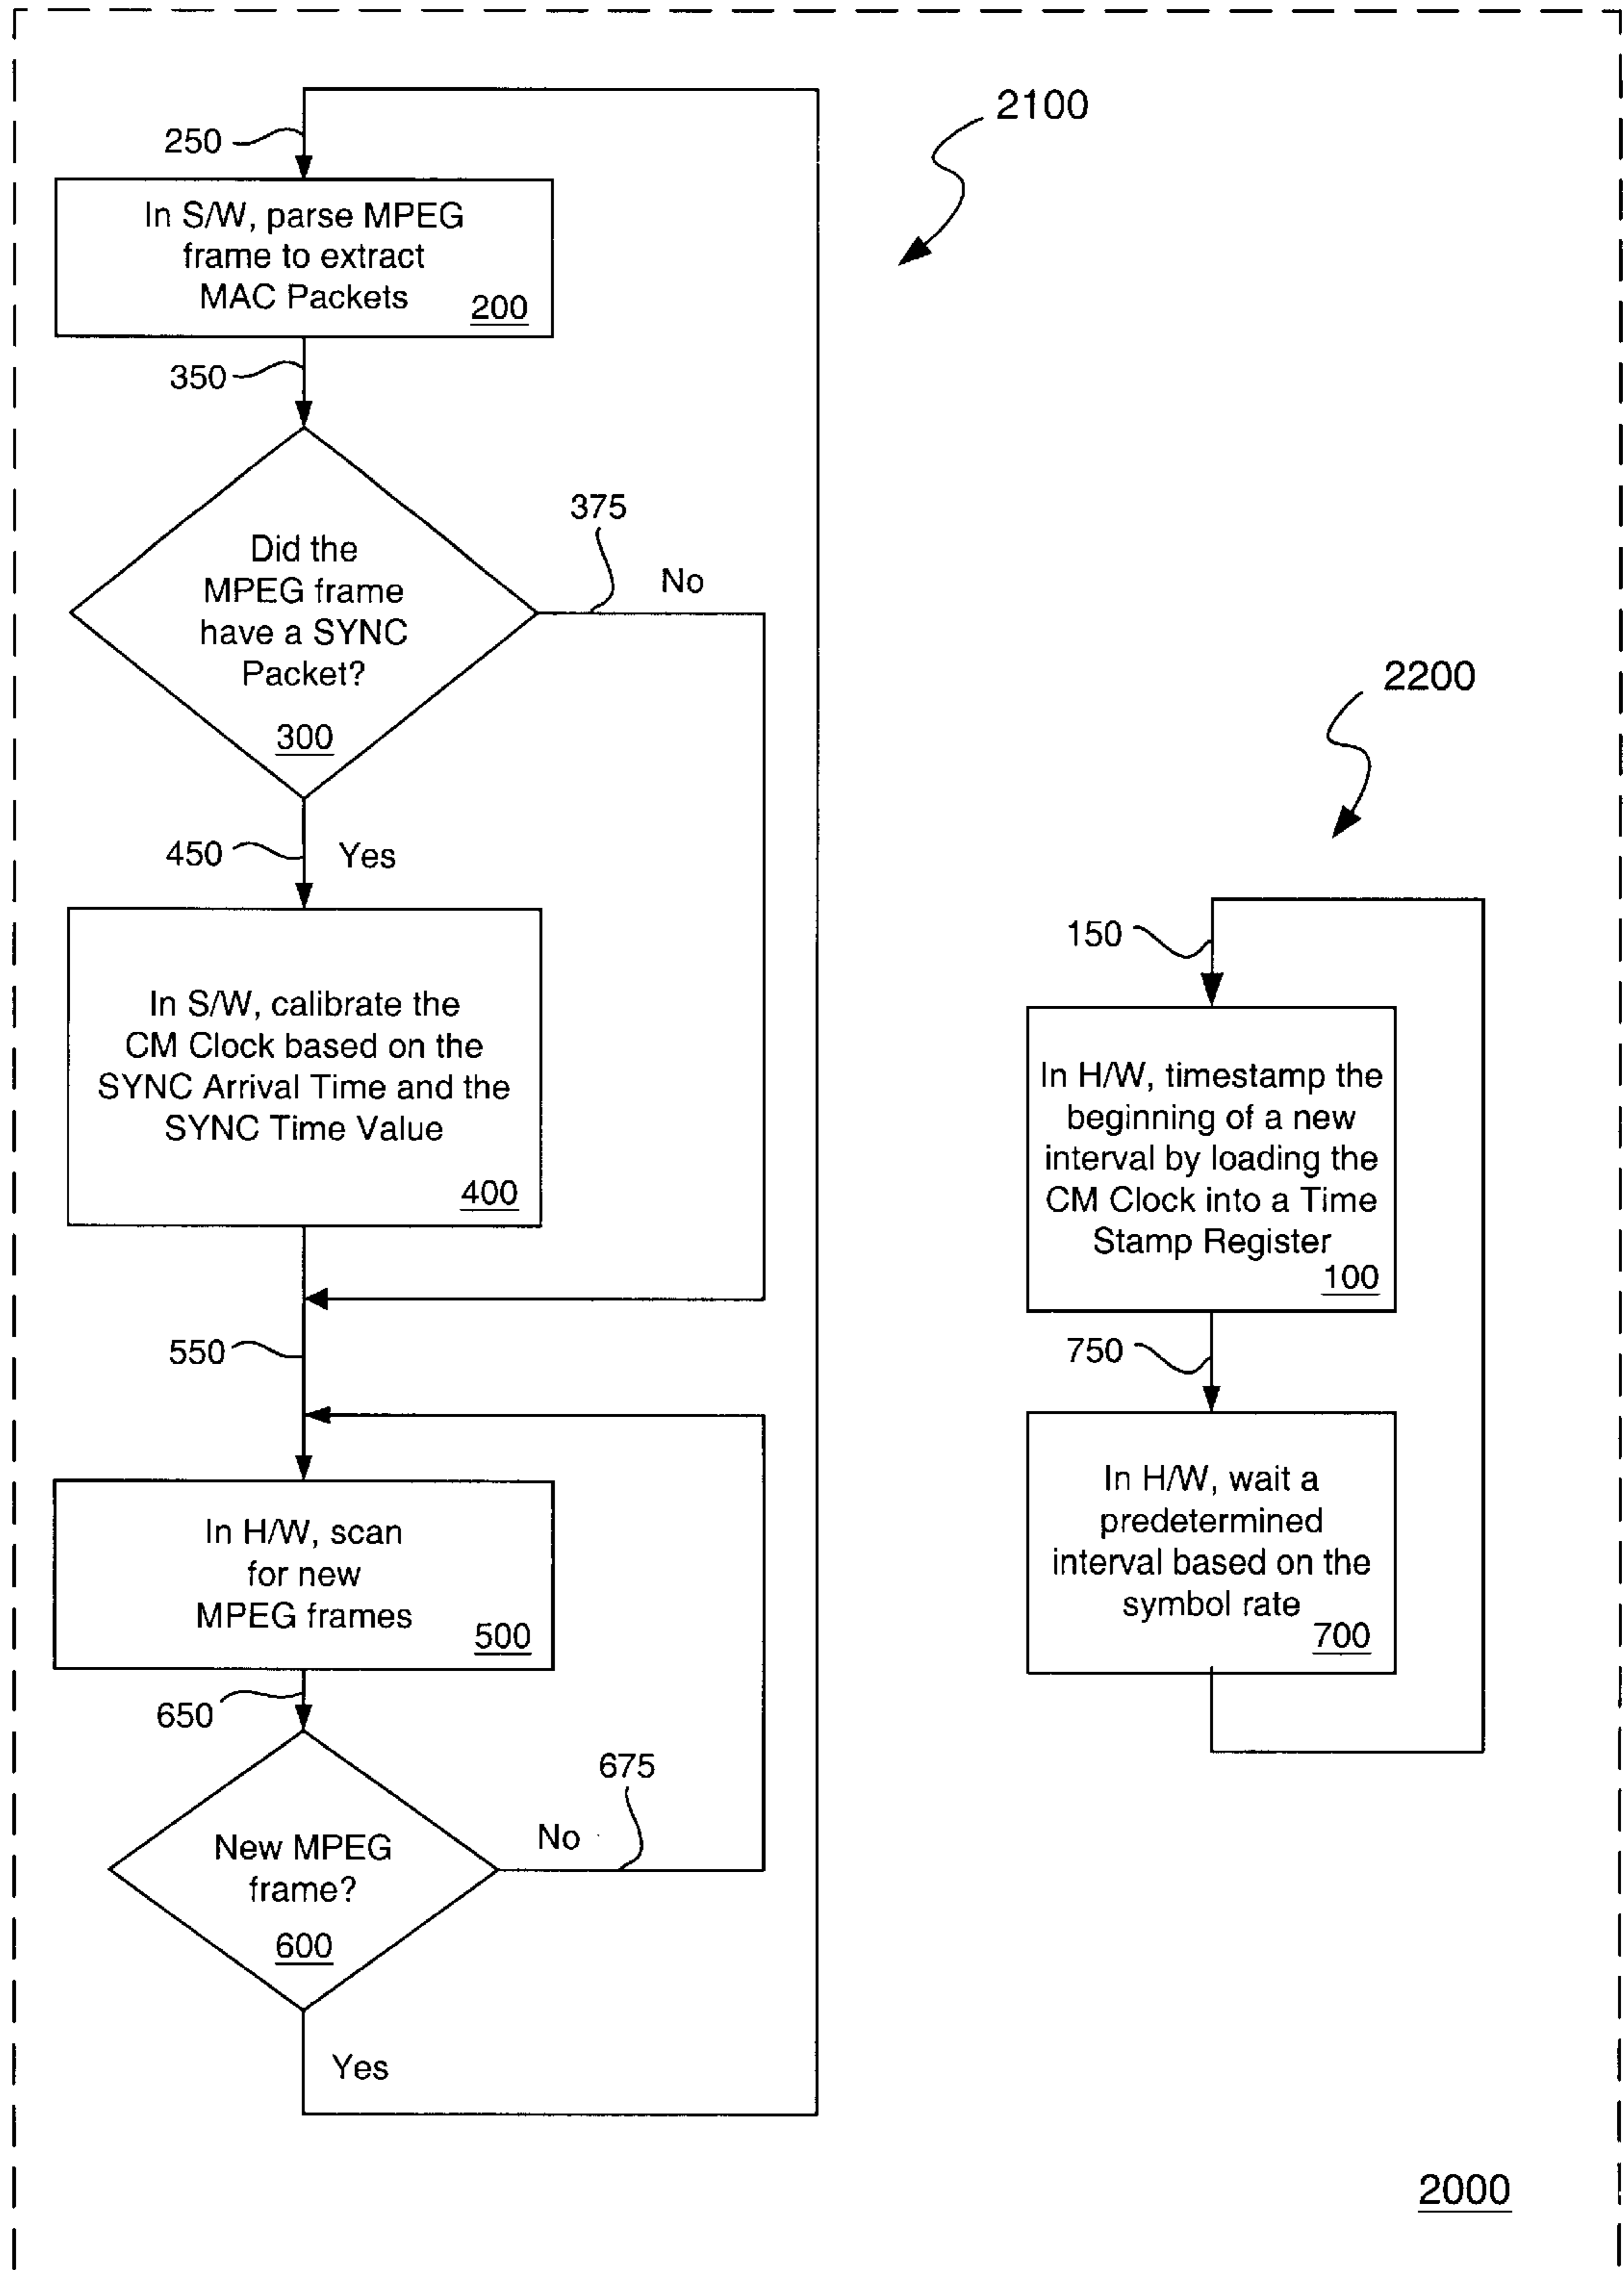 2100
250
In S/W, parse MPEG
frame to extract
MAC Packets
200
350
375
No
Did the
MPEG frame
have a SYNC
Packet?
300
450
Yes
In S/W, calibrate the
CM Clock based on the
SYNC Arrival Time and the
SYNC Time Value
400
550
In H/W, scan
for new
MPEG frames
500
650
675
No
New MPEG
frame?
600
Yes
2200
150
In H/W, timestamp the
beginning of a new
interval by loading the
CM Clock into a Time
Stamp Register
100
750
In H/W, wait a
predetermined
interval based on the
symbol rate
700
2000